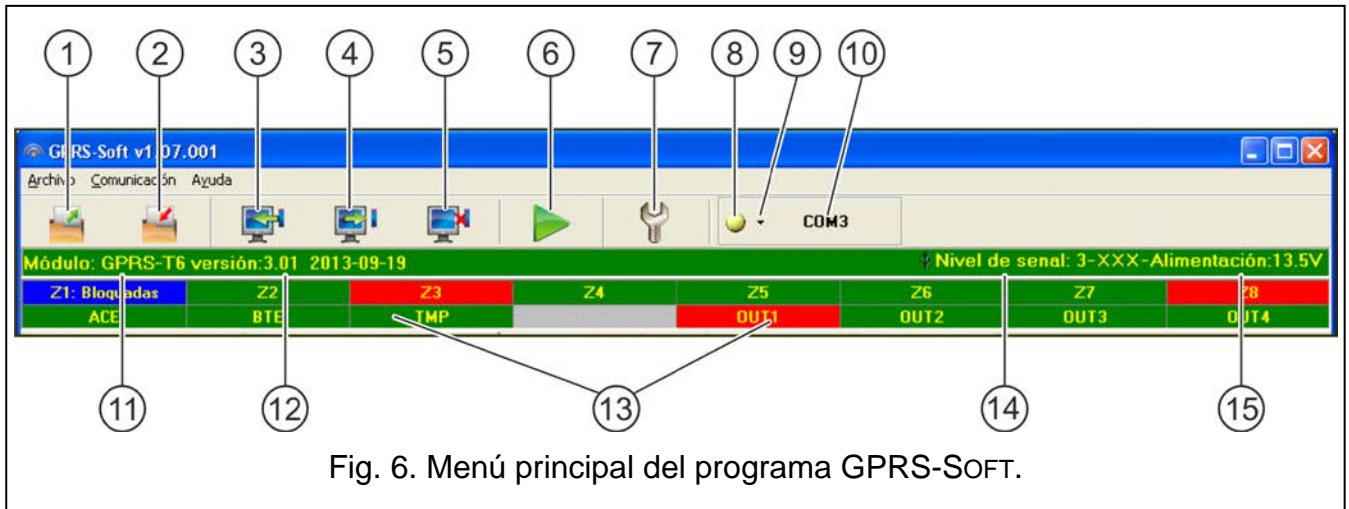 1 2 3 4 5 6 7 8 9 10
GPRS-Soft v1.07.001
Archivo Comunicación Ayuda
COM3
Módulo: GPRS-T6 versión:3.01 2013-09-19 Nivel de senal: 3-XXX-Alimentación:13.5V
Z1: Bloquadas Z2 Z3 Z4 Z5 Z6 Z7 Z8
ACE BTE TMP OUT1 OUT2 OUT3 OUT4
11 12 13 14 15
Fig. 6. Menú principal del programa GPRS-SOFT.